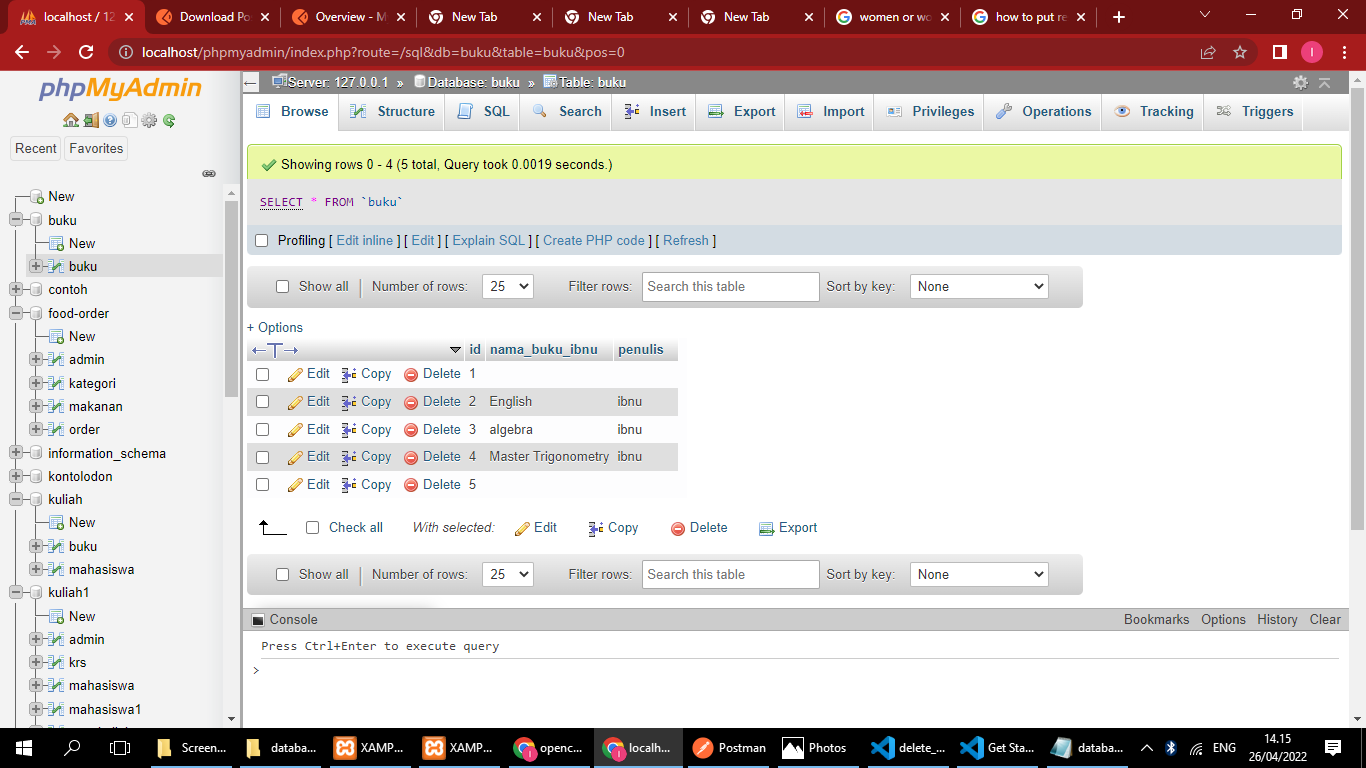 localhost / 12
Download Po
Overview - M
New Tab
New Tab
New Tab
women or wo
how to put re
localhost/phpmyadmin/index.php?route=/sql&db=buku&table=buku&pos=0
I
phpMyAdmin
Recent
Favorites
New
buku
New
buku
contoh
food-order
New
admin
kategori
makanan
order
information_schema
kontolodon
kuliah
New
buku
mahasiswa
kuliah1
New
admin
krs
mahasiswa
mahasiswa1
Server: 127.0.0.1 » Database: buku » Table: buku
Browse Structure SQL Search Insert Export Import Privileges Operations Tracking Triggers
Showing rows 0 - 4 (5 total, Query took 0.0019 seconds.)
SELECT * FROM `buku`
Profiling [ Edit inline ] [ Edit ] [ Explain SQL ] [ Create PHP code ] [ Refresh ]
Show all Number of rows: 25 Filter rows: Search this table Sort by key: None
+ Options
←T→ id nama_buku_ibnu penulis
Edit Copy Delete 1
Edit Copy Delete 2 English ibnu
Edit Copy Delete 3 algebra ibnu
Edit Copy Delete 4 Master Trigonometry ibnu
Edit Copy Delete 5
Check all With selected: Edit Copy Delete Export
Show all Number of rows: 25 Filter rows: Search this table Sort by key: None
Console Bookmarks Options History Clear
Press Ctrl+Enter to execute query
>
Screen...
databa...
XAMP...
XAMP...
openc...
localh...
Postman
Photos
delete_...
Get Sta...
databa...
ENG
14.15
26/04/2022